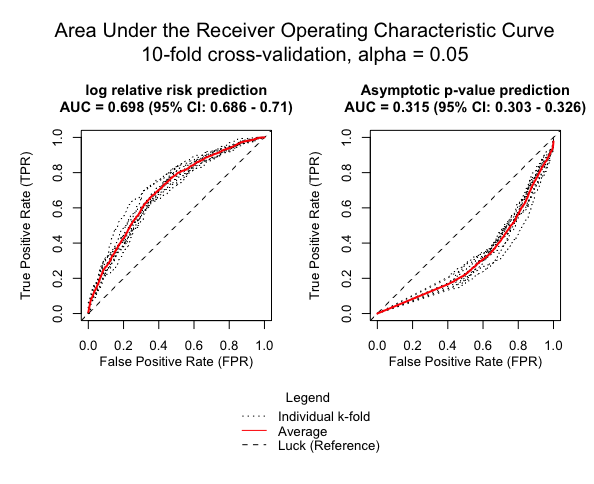 Area Under the Receiver Operating Characteristic Curve
10-fold cross-validation, alpha = 0.05
log relative risk prediction
AUC = 0.698 (95% CI: 0.686 - 0.71)
True Positive Rate (TPR)
1.0
0.8
0.6
0.4
0.2
0.0
0.0 0.2 0.4 0.6 0.8 1.0
False Positive Rate (FPR)
Asymptotic p-value prediction
AUC = 0.315 (95% CI: 0.303 - 0.326)
True Positive Rate (TPR)
1.0
0.8
0.6
0.4
0.2
0.0
0.0 0.2 0.4 0.6 0.8 1.0
False Positive Rate (FPR)
Legend
Individual k-fold
Average
Luck (Reference)